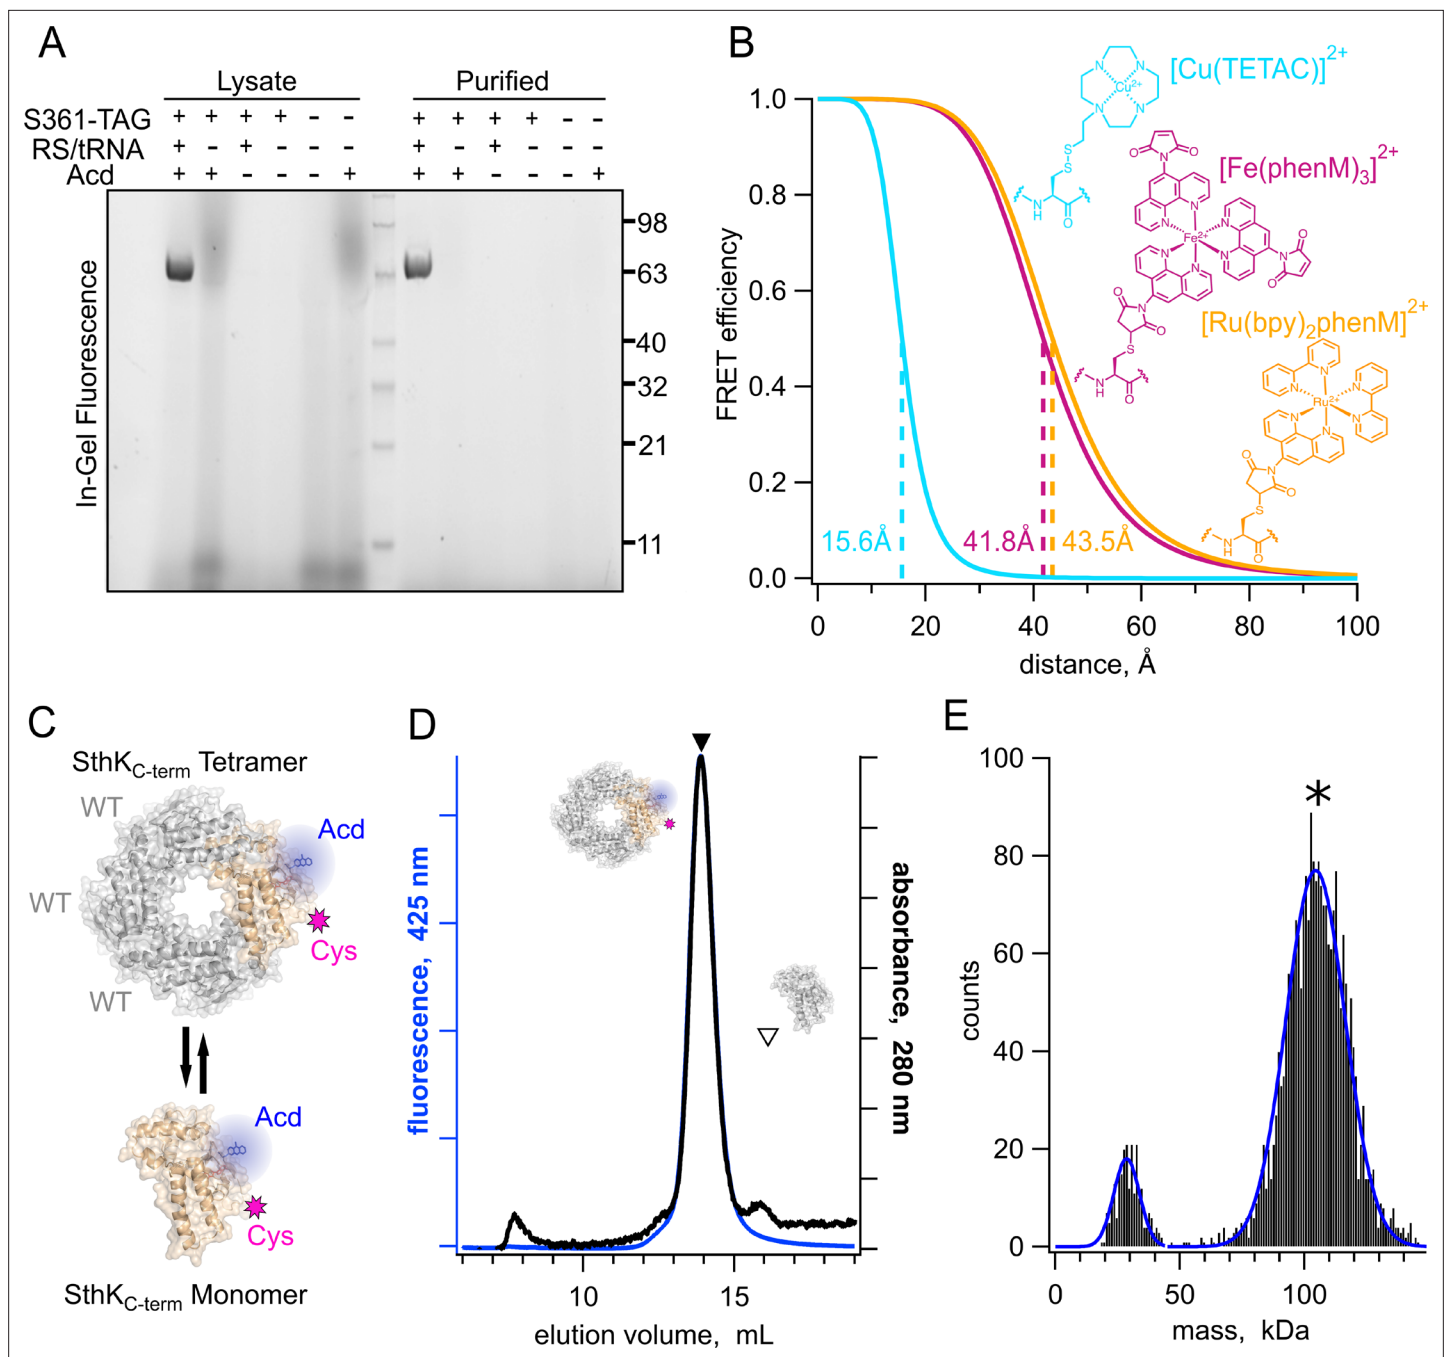 A
Lysate Purified
S361-TAG + + + + - - + + + + - -
RS/tRNA + - + - - - + - + - - -
Acd + + - - - + + + - - - +
In-Gel Fluorescence
98
63
40
32
21
11
B
[Cu(TETAC)]2+
[Fe(phenM)3]2+
[Ru(bpy)2phenM]2+
FRET efficiency
1.0
0.8
0.6
0.4
0.2
0.0
15.6Å 41.8Å 43.5Å
0 20 40 60 80 100
distance, Å
N N
Cu2+
N N
S
S
N
H
O
O N O
N N
N Fe2+ N
N N
O N O
O N O
S
N
H
O
N N
Ru2+
N N
N N
O N O
S
N
H
O
C
SthKC-term Tetramer
WT
Acd
WT
Cys
WT
Acd
Cys
SthKC-term Monomer
D
fluorescence, 425 nm
absorbance, 280 nm
10 15
elution volume, mL
E
100
80
60
40
20
0
counts
*
0 50 100
mass, kDa